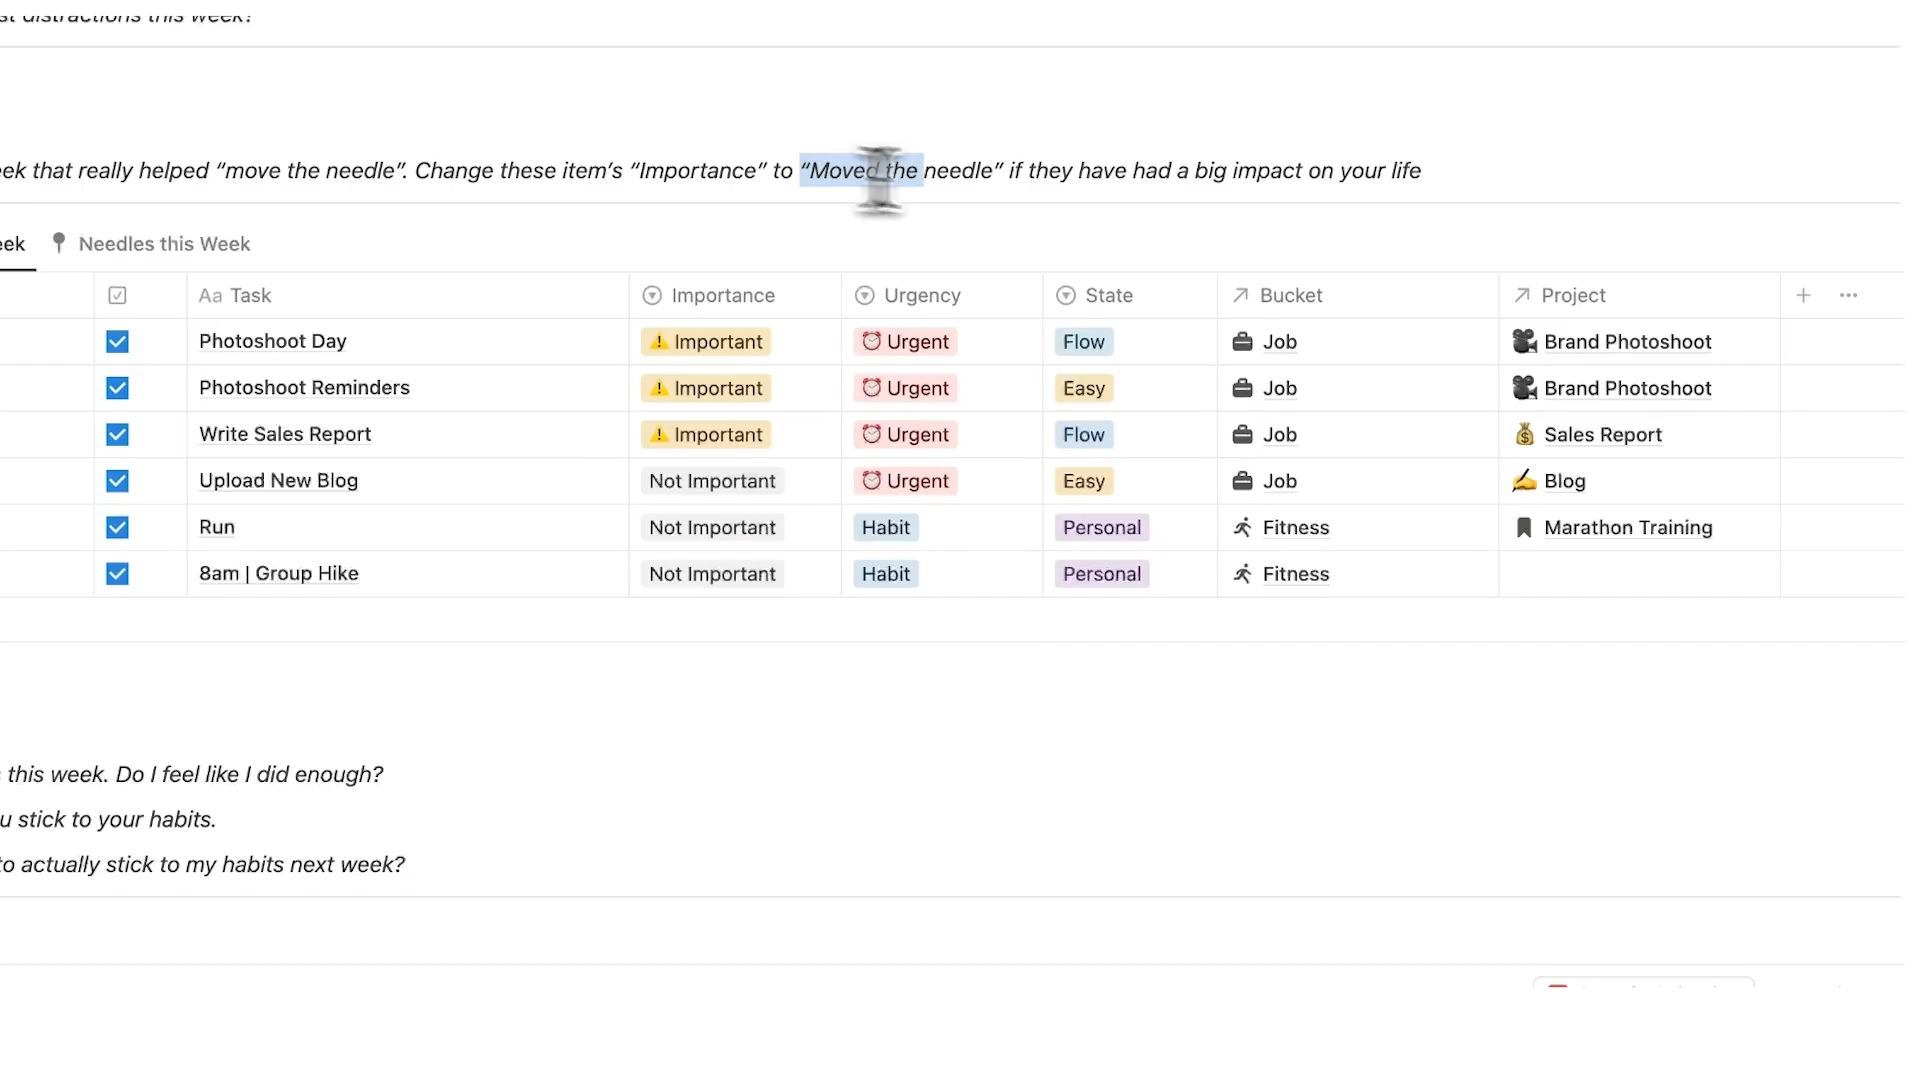 distractions this week?
that really helped “move the needle”. Change these item’s “Importance” to “Moved the needle” if they have had a big impact on your life
Needles this Week
Aa Task Importance Urgency State Bucket Project
Photoshoot Day Important Urgent Flow Job Brand Photoshoot
Photoshoot Reminders Important Urgent Easy Job Brand Photoshoot
Write Sales Report Important Urgent Flow Job Sales Report
Upload New Blog Not Important Urgent Easy Job Blog
Run Not Important Habit Personal Fitness Marathon Training
8am | Group Hike Not Important Habit Personal Fitness
this week. Do I feel like I did enough?
stick to your habits.
to actually stick to my habits next week?